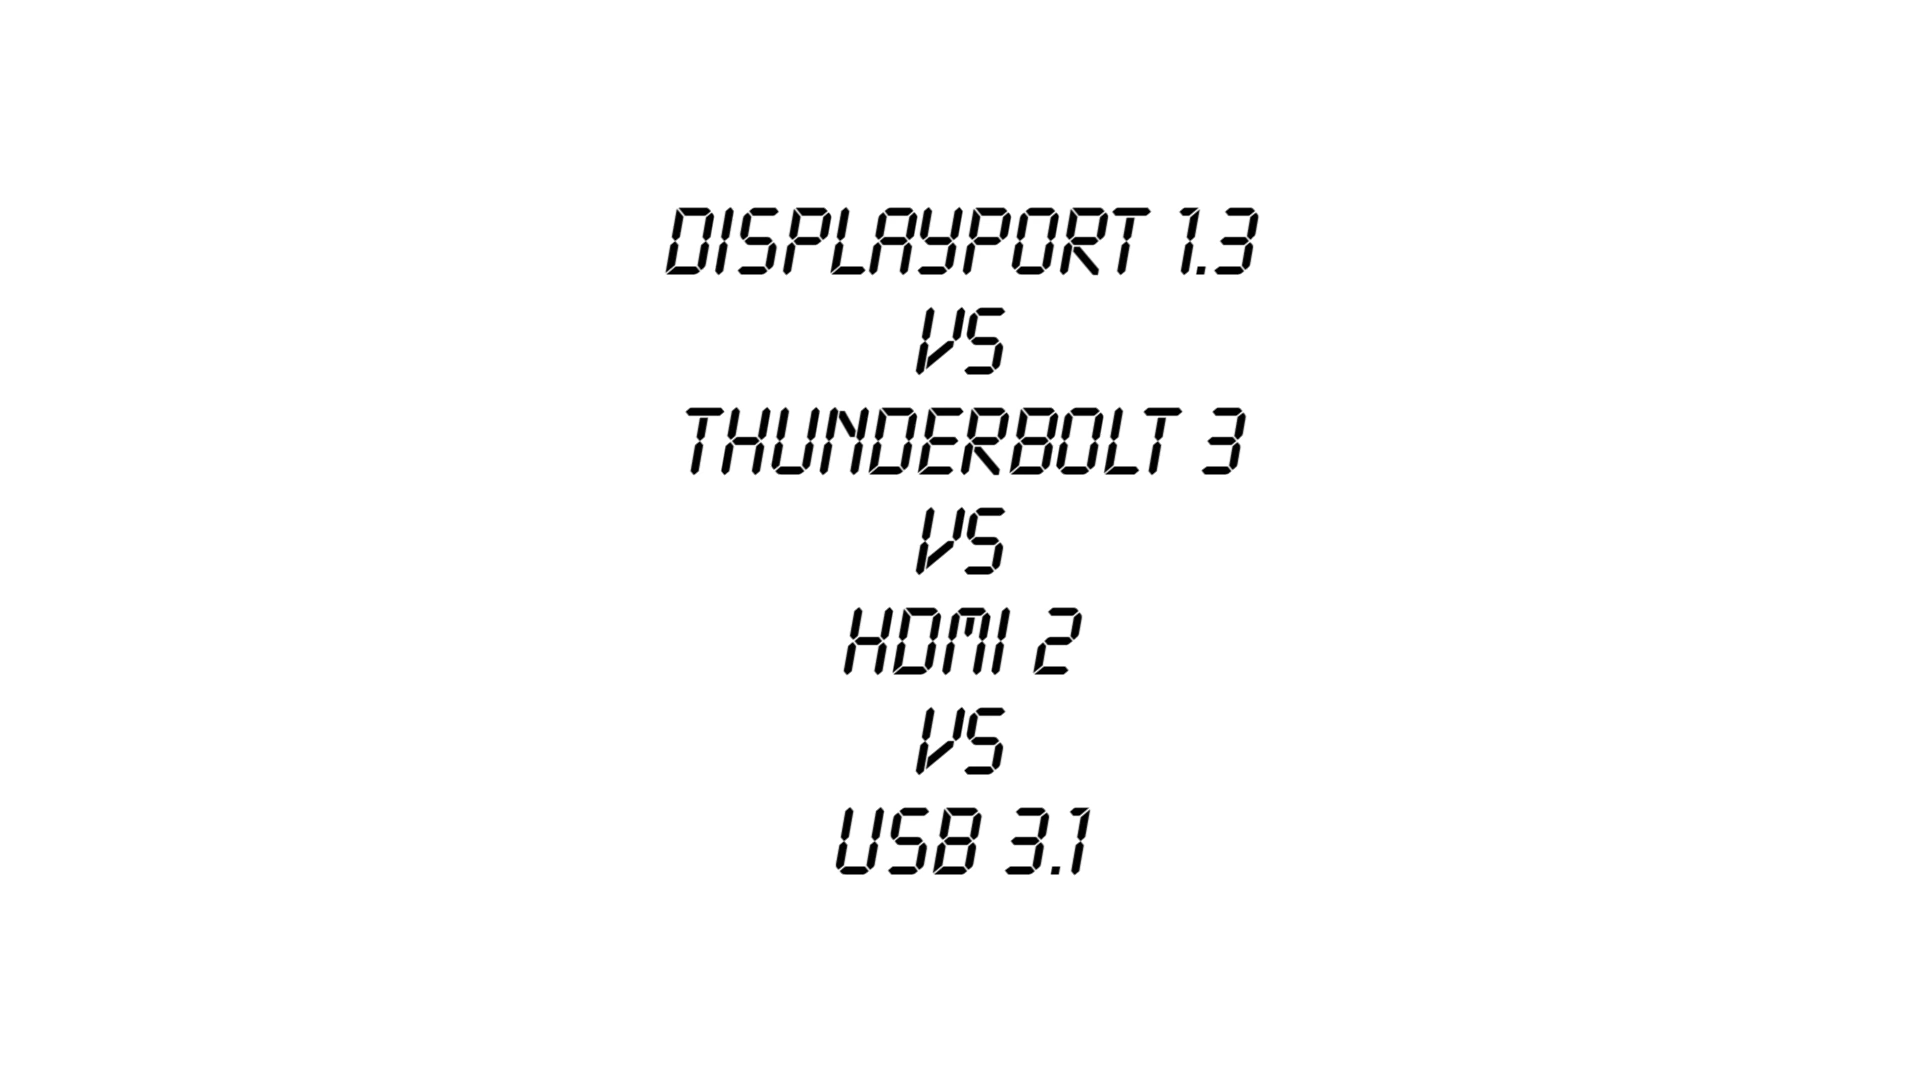 DISPLAYPORT 1.3
VS
THUNDERBOLT 3
VS
HDMI 2
VS
USB 3.1